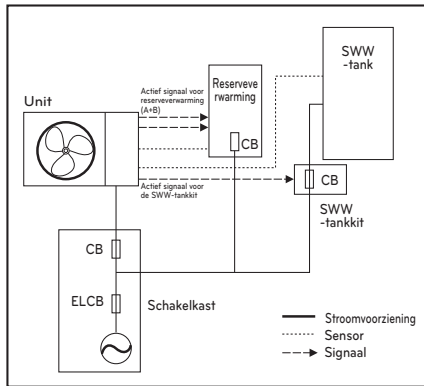 SWW
-tank
Actief signaal voor
reserveverwarming
(A+B)
Reserveve
rwarming
Unit
CB
CB
Actief signaal voor
de SWW-tankkit
SWW
-tankkit
CB
ELCB
Schakelkast
Stroomvoorziening
Sensor
Signaal